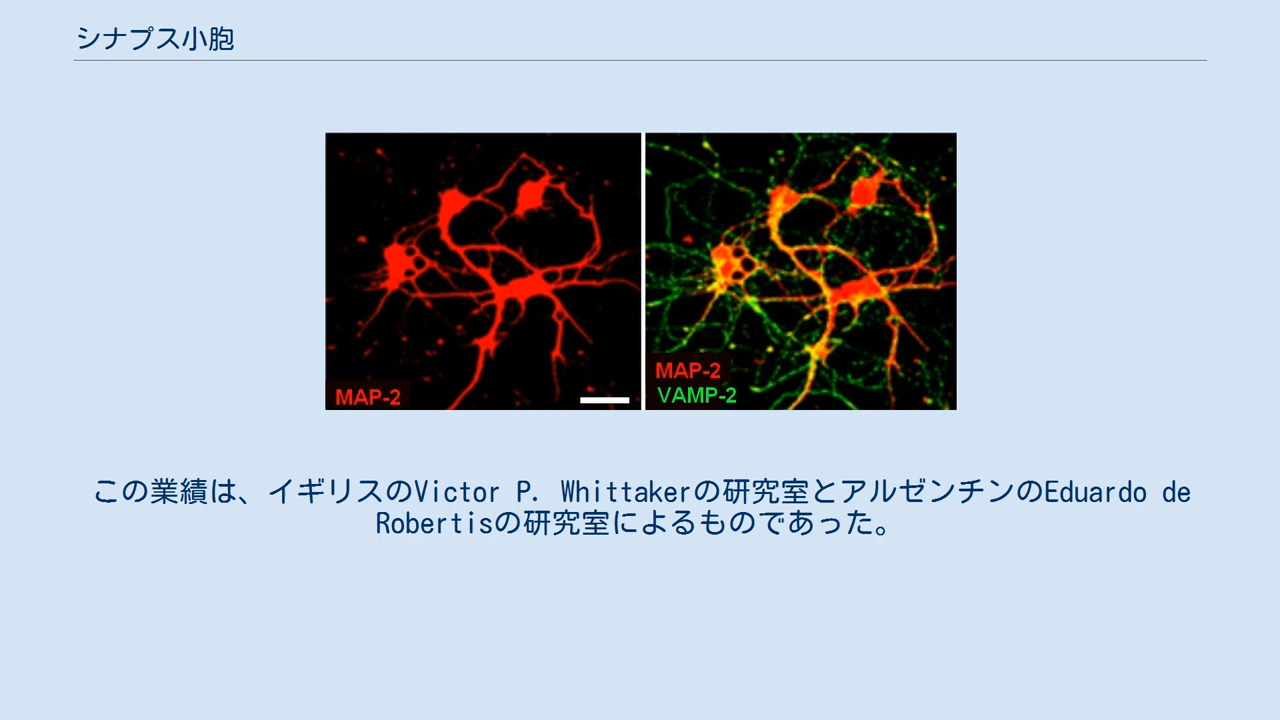 シナプス小胞
MAP-2
MAP-2
VAMP-2
この業績は、イギリスのVictor P. Whittakerの研究室とアルゼンチンのEduardo de
Robertisの研究室によるものであった。